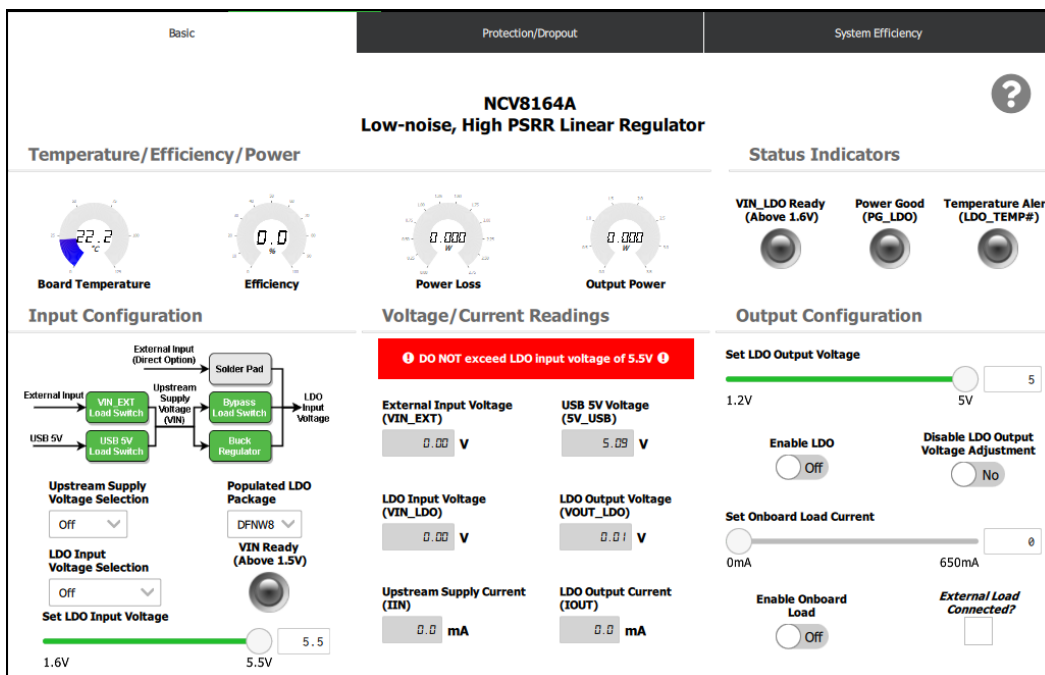 Basic
Protection/Dropout
System Efficiency
NCV8164A
Low-noise, High PSRR Linear Regulator
?
Temperature/Efficiency/Power
Status Indicators
22.2
°C
Board Temperature
0.0
%
Efficiency
0.000
W
Power Loss
0.000
W
Output Power
VIN_LDO Ready
(Above 1.6V)
Power Good
(PG_LDO)
Temperature Aler
(LDO_TEMP#)
Input Configuration
External Input
(Direct Option)
Solder Pad
External Input
VIN_EXT
Load Switch
Upstream
Supply
Voltage
(VIN)
Bypass
Load Switch
LDO
Input
Voltage
USB 5V
USB 5V
Load Switch
Buck
Regulator
Upstream Supply
Voltage Selection
Off
Populated LDO
Package
DFNW8
LDO Input
Voltage Selection
Off
VIN Ready
(Above 1.5V)
Set LDO Input Voltage
5.5
1.6V
5.5V
Voltage/Current Readings
DO NOT exceed LDO input voltage of 5.5V
External Input Voltage
(VIN_EXT)
0.00 V
USB 5V Voltage
(5V_USB)
5.09 V
LDO Input Voltage
(VIN_LDO)
0.00 V
LDO Output Voltage
(VOUT_LDO)
0.01 V
Upstream Supply Current
(IIN)
0.0 mA
LDO Output Current
(IOUT)
0.0 mA
Output Configuration
Set LDO Output Voltage
5
1.2V
5V
Enable LDO
Off
Disable LDO Output
Voltage Adjustment
No
Set Onboard Load Current
0
0mA
650mA
Enable Onboard
Load
Off
External Load
Connected?